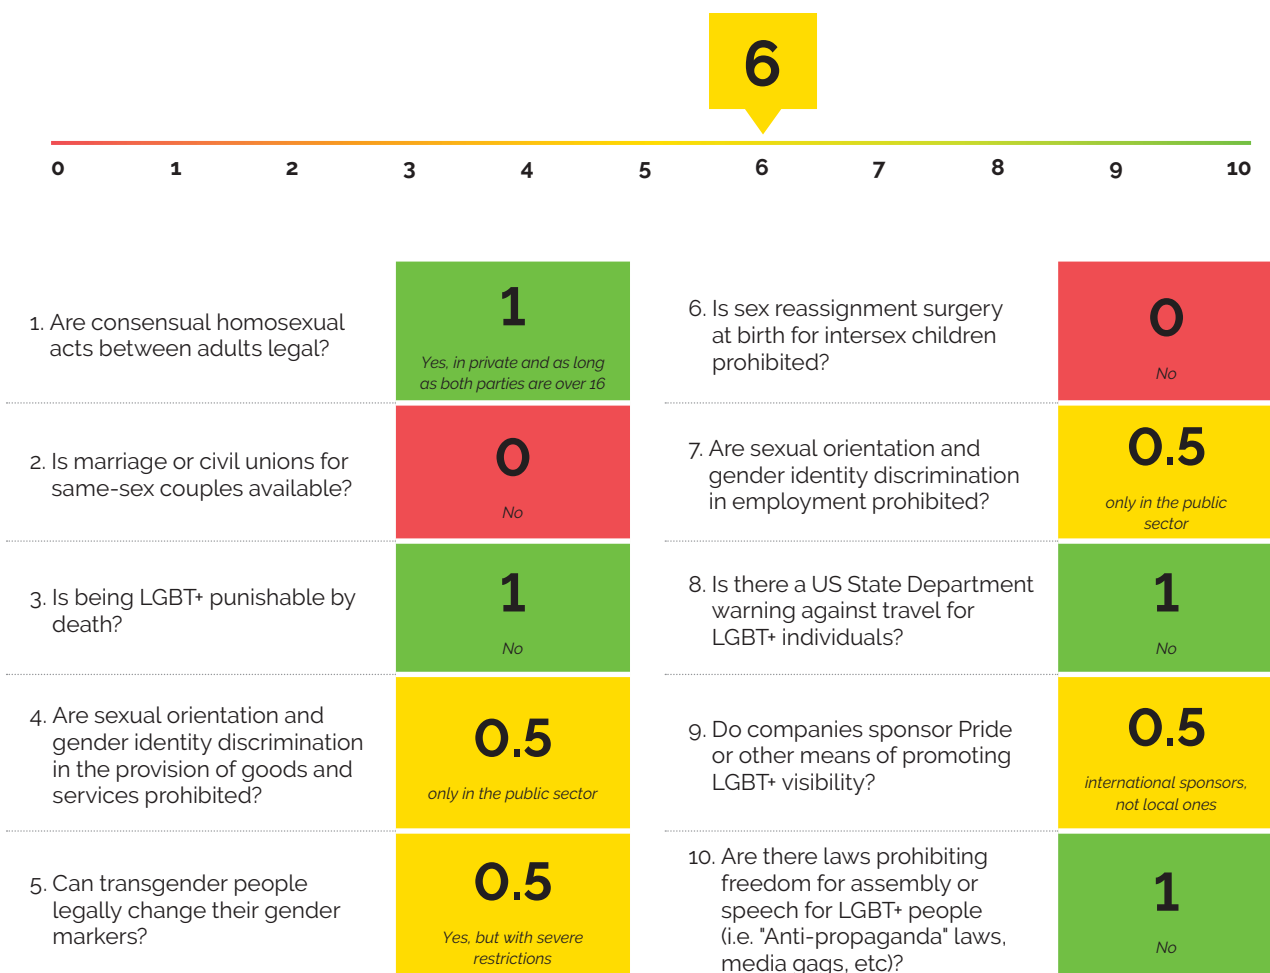 6
0 1 2 3 4 5 6 7 8 9 10
1. Are consensual homosexual
acts between adults legal?
1
Yes, in private and as long
as both parties are over 16
2. Is marriage or civil unions for
same-sex couples available?
0
No
3. Is being LGBT+ punishable by
death?
1
No
4. Are sexual orientation and
gender identity discrimination
in the provision of goods and
services prohibited?
0.5
only in the public sector
5. Can transgender people
legally change their gender
markers?
0.5
Yes, but with severe
restrictions
6. Is sex reassignment surgery
at birth for intersex children
prohibited?
0
No
7. Are sexual orientation and
gender identity discrimination
in employment prohibited?
0.5
only in the public
sector
8. Is there a US State Department
warning against travel for
LGBT+ individuals?
1
No
9. Do companies sponsor Pride
or other means of promoting
LGBT+ visibility?
0.5
international sponsors,
not local ones
10. Are there laws prohibiting
freedom for assembly or
speech for LGBT+ people
(i.e. "Anti-propaganda" laws,
media gags, etc)?
1
No